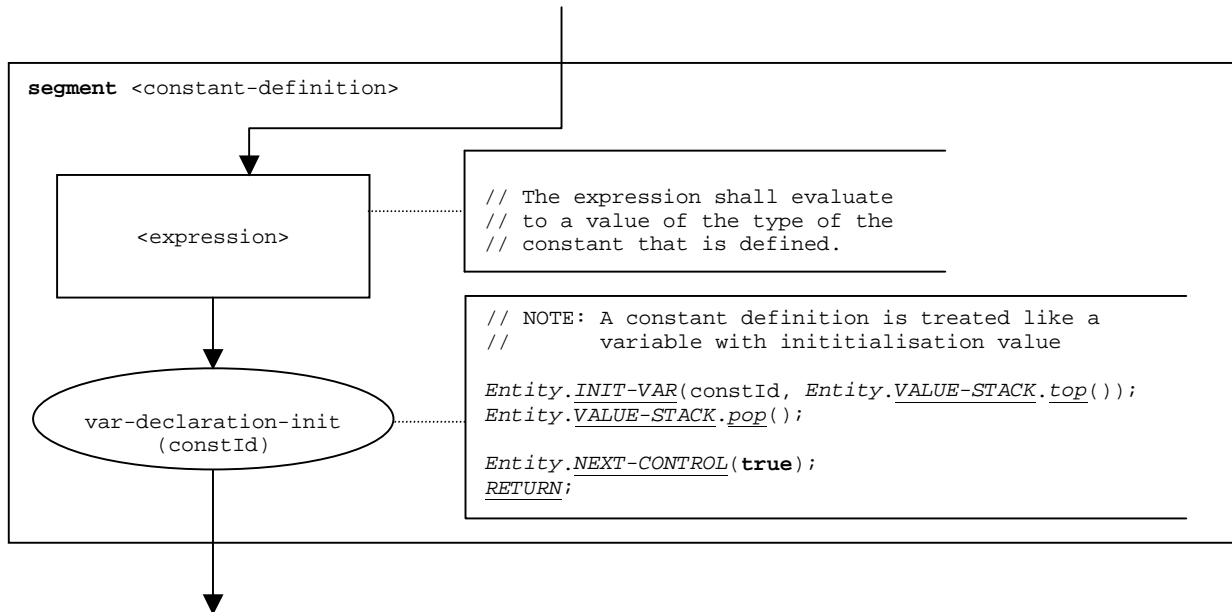 segment <constant-definition>
<expression>
// The expression shall evaluate
// to a value of the type of the
// constant that is defined.
var-declaration-init
(constId)
// NOTE: A constant definition is treated like a
//       variable with inititialisation value
Entity.INIT-VAR(constId, Entity.VALUE-STACK.top());
Entity.VALUE-STACK.pop();
Entity.NEXT-CONTROL(true);
RETURN;